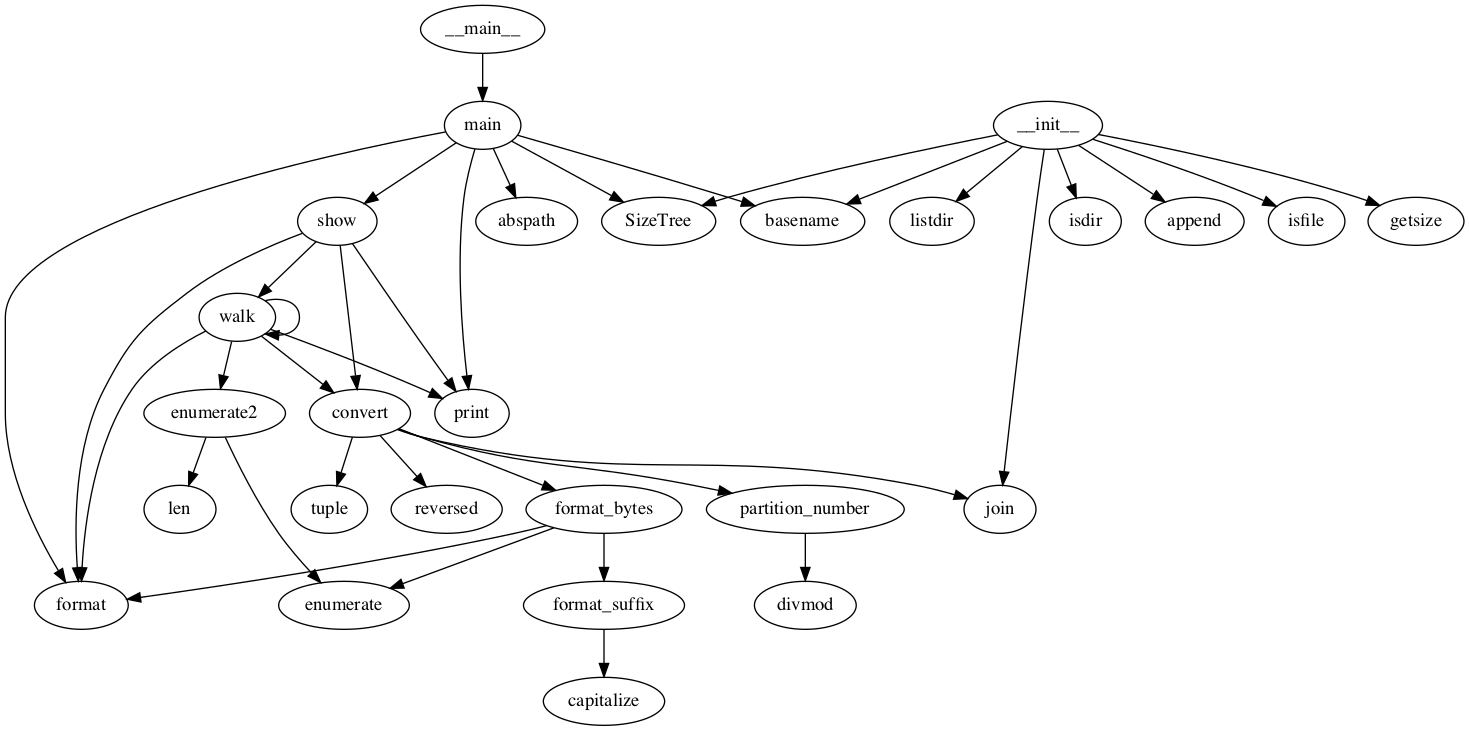 __main__
main
__init__
show
abspath
SizeTree
basename
listdir
isdir
append
isfile
getsize
walk
enumerate2
convert
print
len
tuple
reversed
format_bytes
partition_number
join
format
enumerate
format_suffix
divmod
capitalize